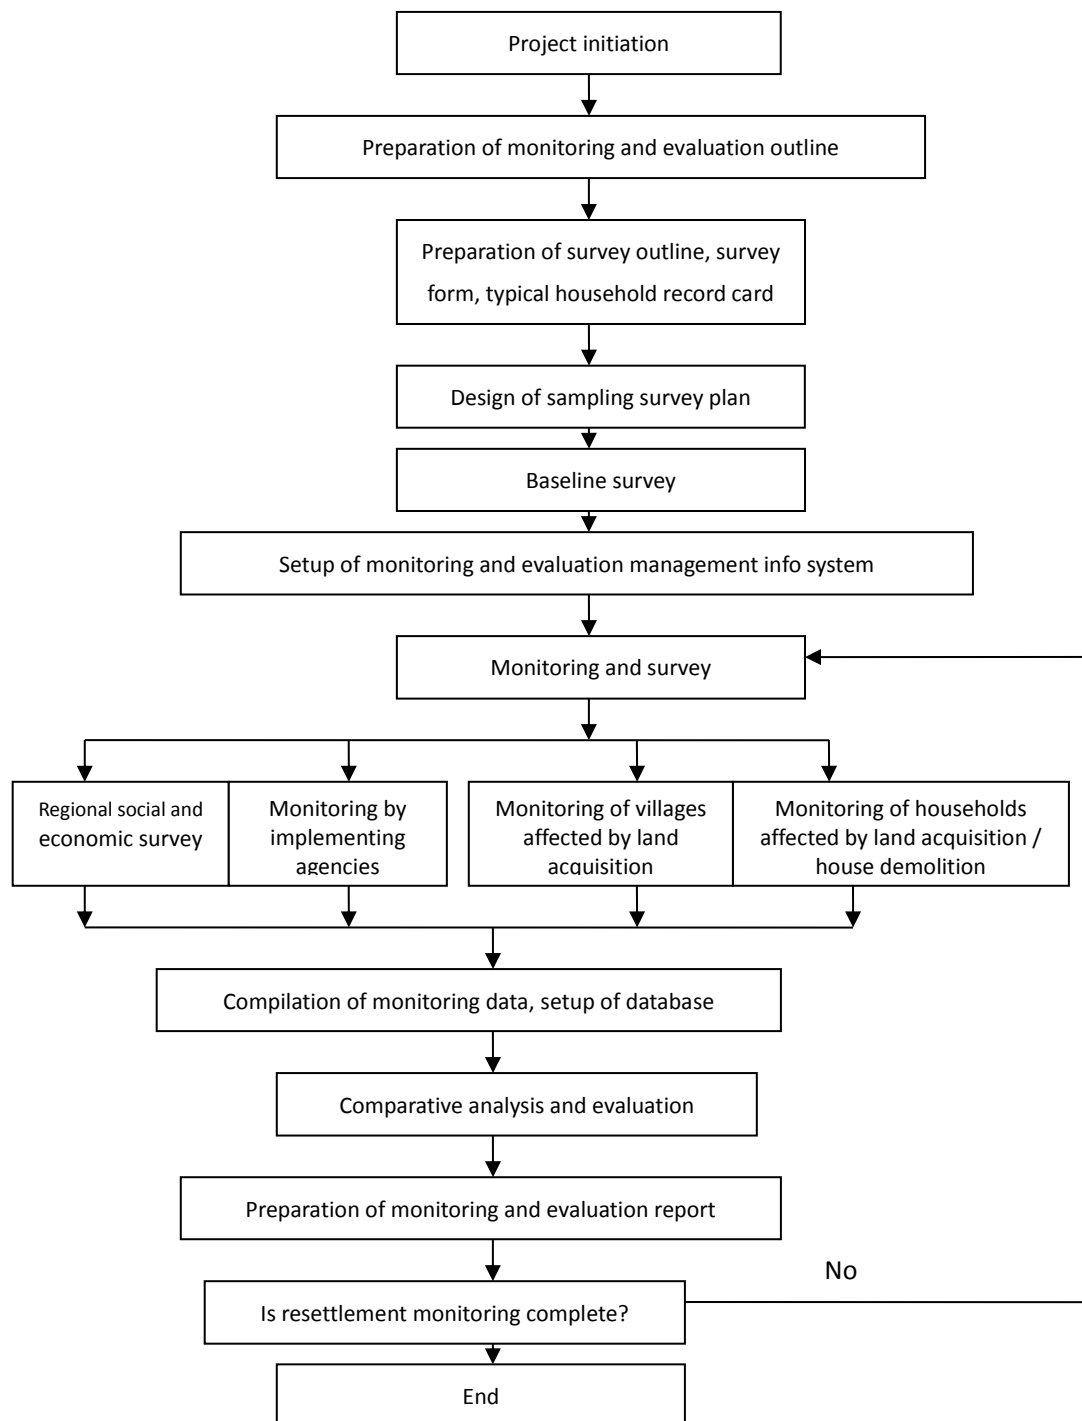 Project initiation
Preparation of monitoring and evaluation outline
Preparation of survey outline, survey
form, typical household record card
Design of sampling survey plan
Baseline survey
Setup of monitoring and evaluation management info system
Monitoring and survey
Regional social and
economic survey
Monitoring by
implementing
agencies
Monitoring of villages
affected by land
acquisition
Monitoring of households
affected by land acquisition /
house demolition
Compilation of monitoring data, setup of database
Comparative analysis and evaluation
Preparation of monitoring and evaluation report
No
Is resettlement monitoring complete?
End